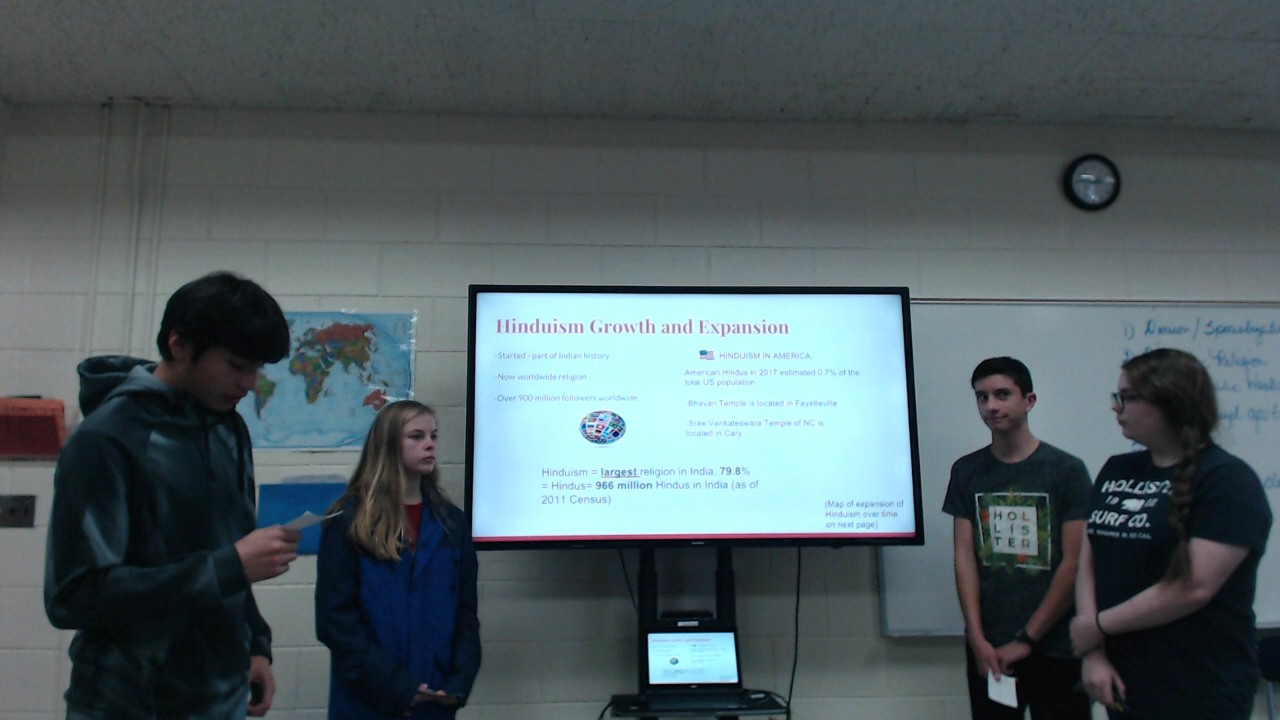 Hinduism Growth and Expansion
-Started - part of Indian history
-Now worldwide religion
-Over 900 million followers worldwide
HINDUISM IN AMERICA
American Hindus in 2017 estimated 0.7% of the
total US population
-Bhavan Temple is located in Fayetteville
-Sree Venkateswara Temple of NC is
located in Cary
Hinduism = largest religion in India. 79.8%
= Hindus= 966 million Hindus in India (as of
2011 Census)
(Map of expansion of
Hinduism over time
on next page)
HOL
LIS
TER
HOLLISTER
SURF CO.
1)
Religion